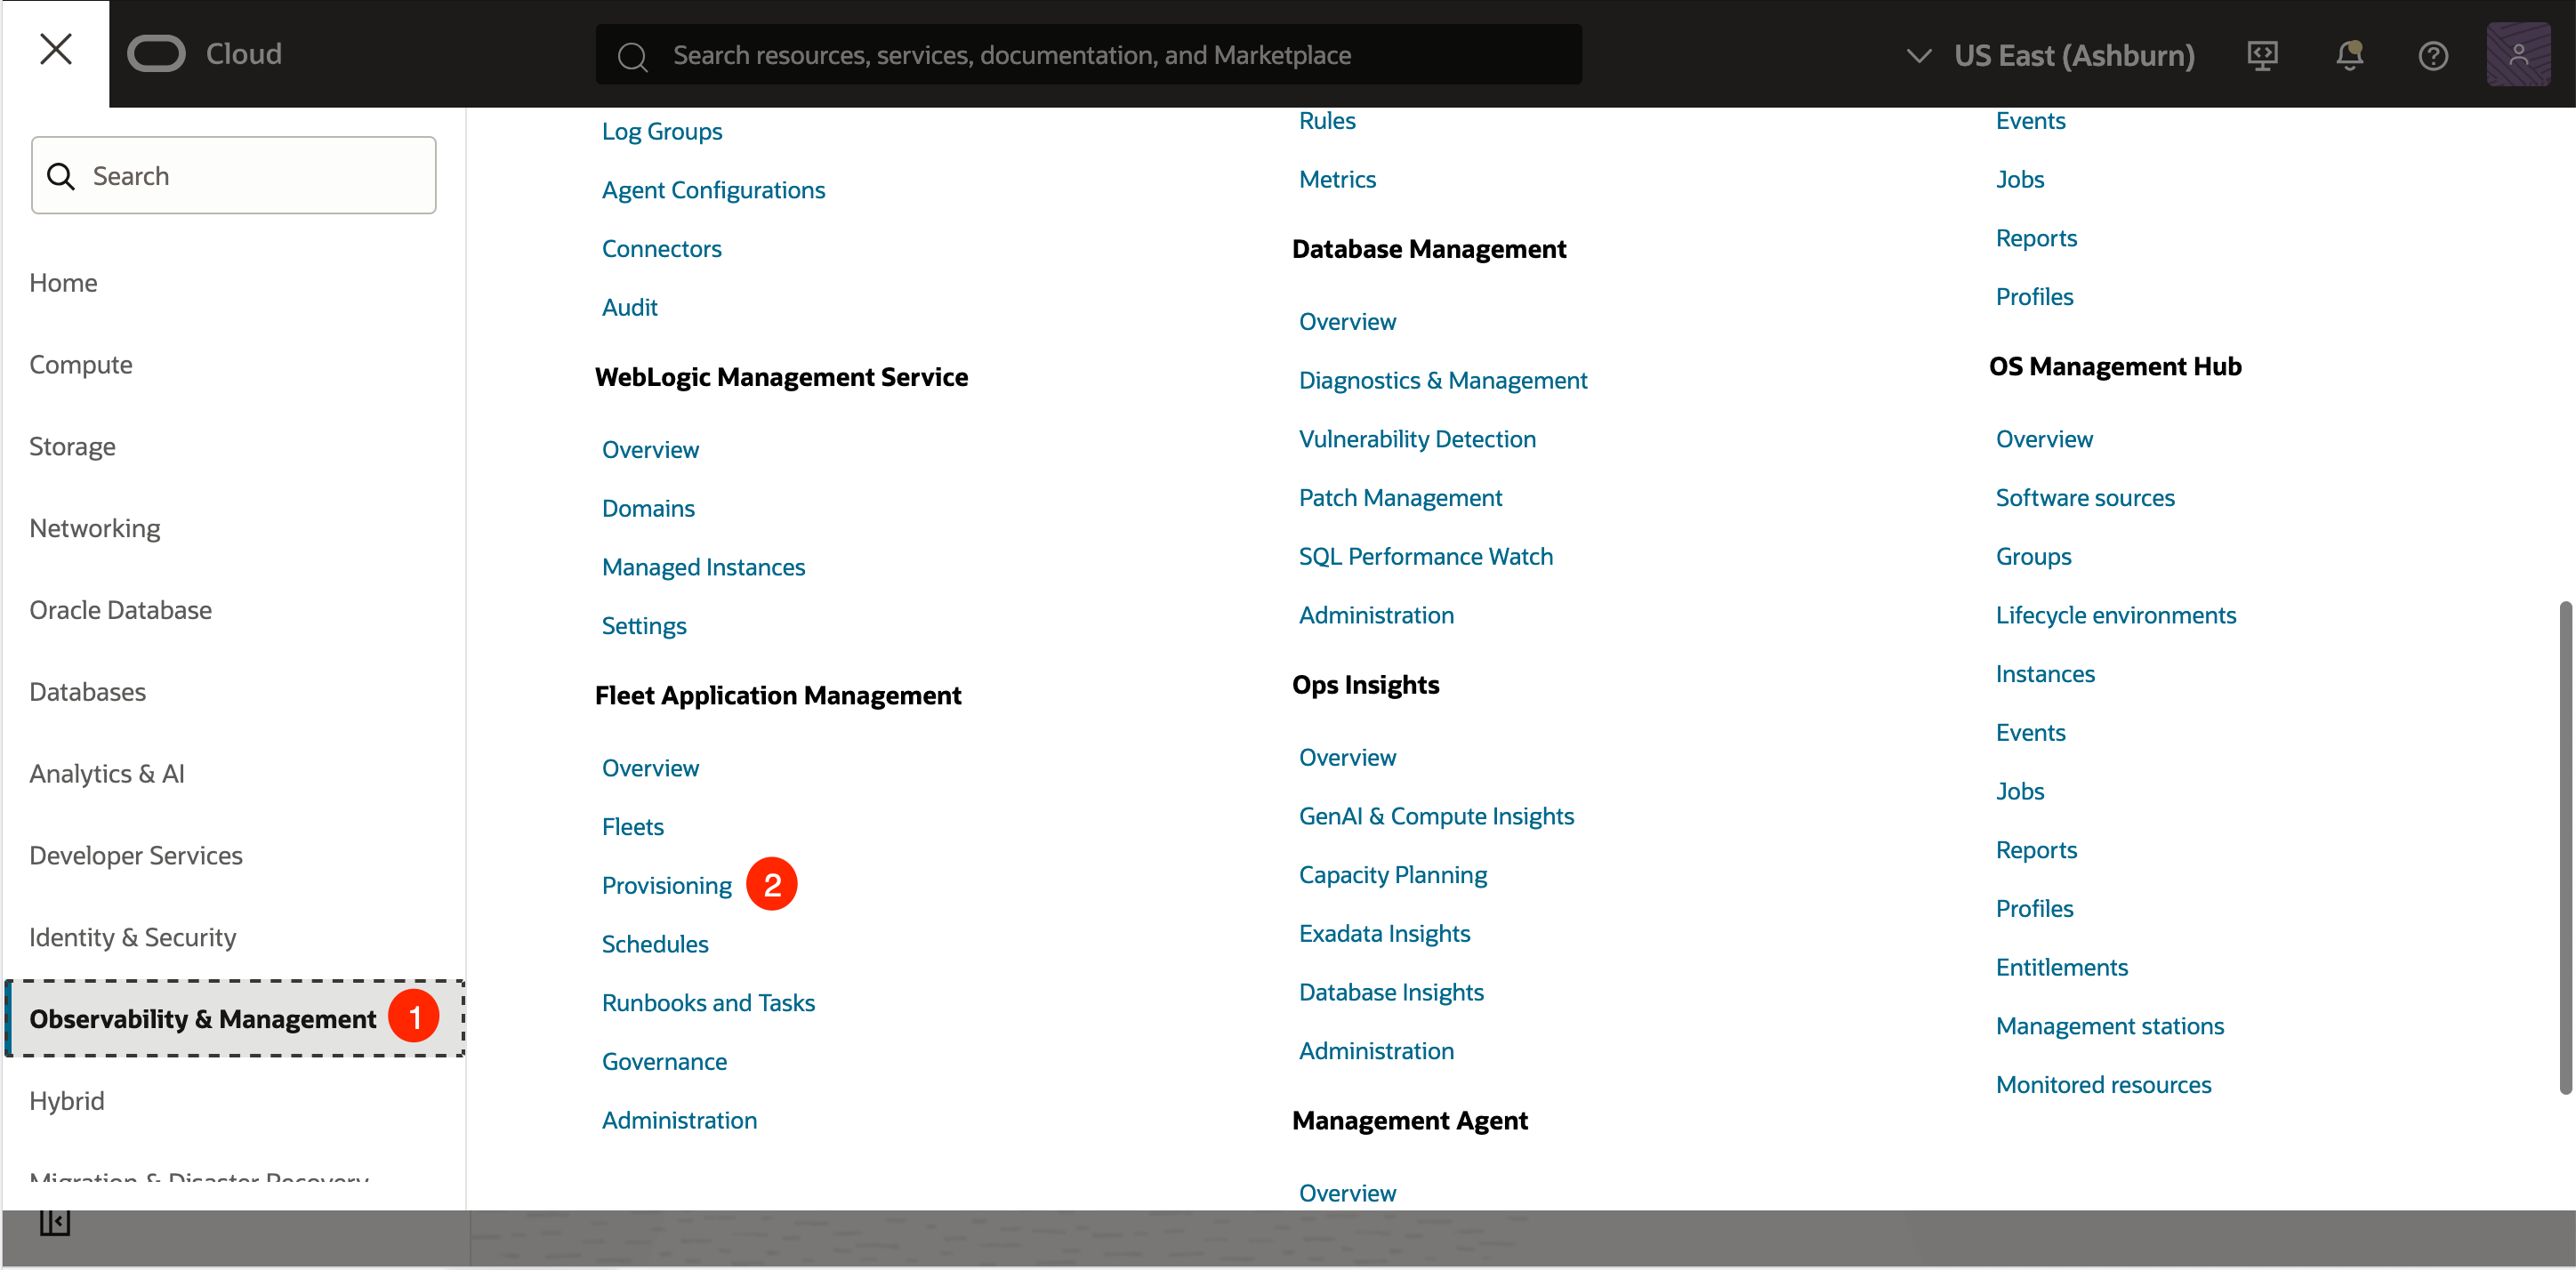 Cloud
Search resources, services, documentation, and Marketplace
US East (Ashburn)
Search
Home
Compute
Storage
Networking
Oracle Database
Databases
Analytics & AI
Developer Services
Identity & Security
Observability & Management 1
Hybrid
Migration & Disaster Recovery
Log Groups
Agent Configurations
Connectors
Audit
WebLogic Management Service
Overview
Domains
Managed Instances
Settings
Fleet Application Management
Overview
Fleets
Provisioning 2
Schedules
Runbooks and Tasks
Governance
Administration
Rules
Metrics
Database Management
Overview
Diagnostics & Management
Vulnerability Detection
Patch Management
SQL Performance Watch
Administration
Ops Insights
Overview
GenAI & Compute Insights
Capacity Planning
Exadata Insights
Database Insights
Administration
Management Agent
Overview
Events
Jobs
Reports
Profiles
OS Management Hub
Overview
Software sources
Groups
Lifecycle environments
Instances
Events
Jobs
Reports
Profiles
Entitlements
Management stations
Monitored resources